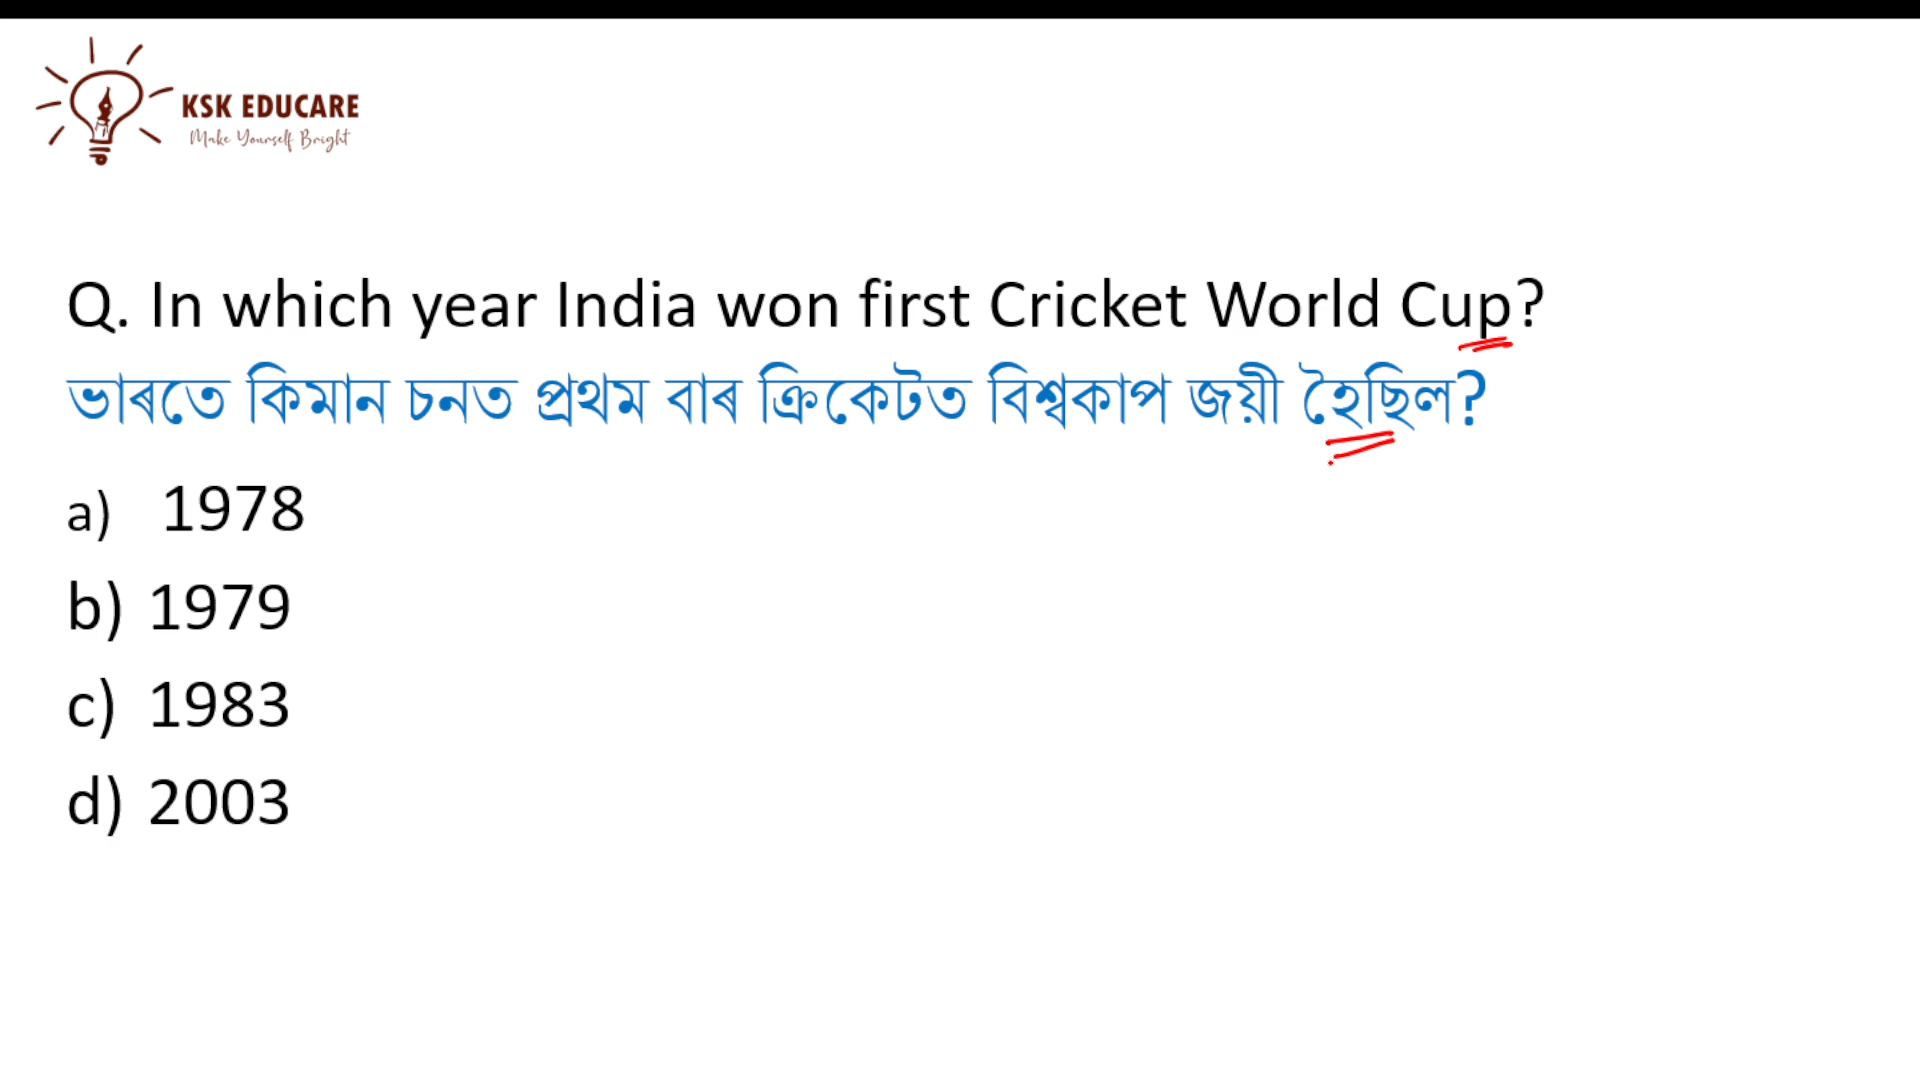 KSK EDUCARE
Make Yourself Bright
Q. In which year India won first Cricket World Cup?
ভাৰতে কিমান চনত প্ৰথম বাৰ ক্ৰিকেটত বিশ্বকাপ জয়ী হৈছিল?
a) 1978
b) 1979
c) 1983
d) 2003